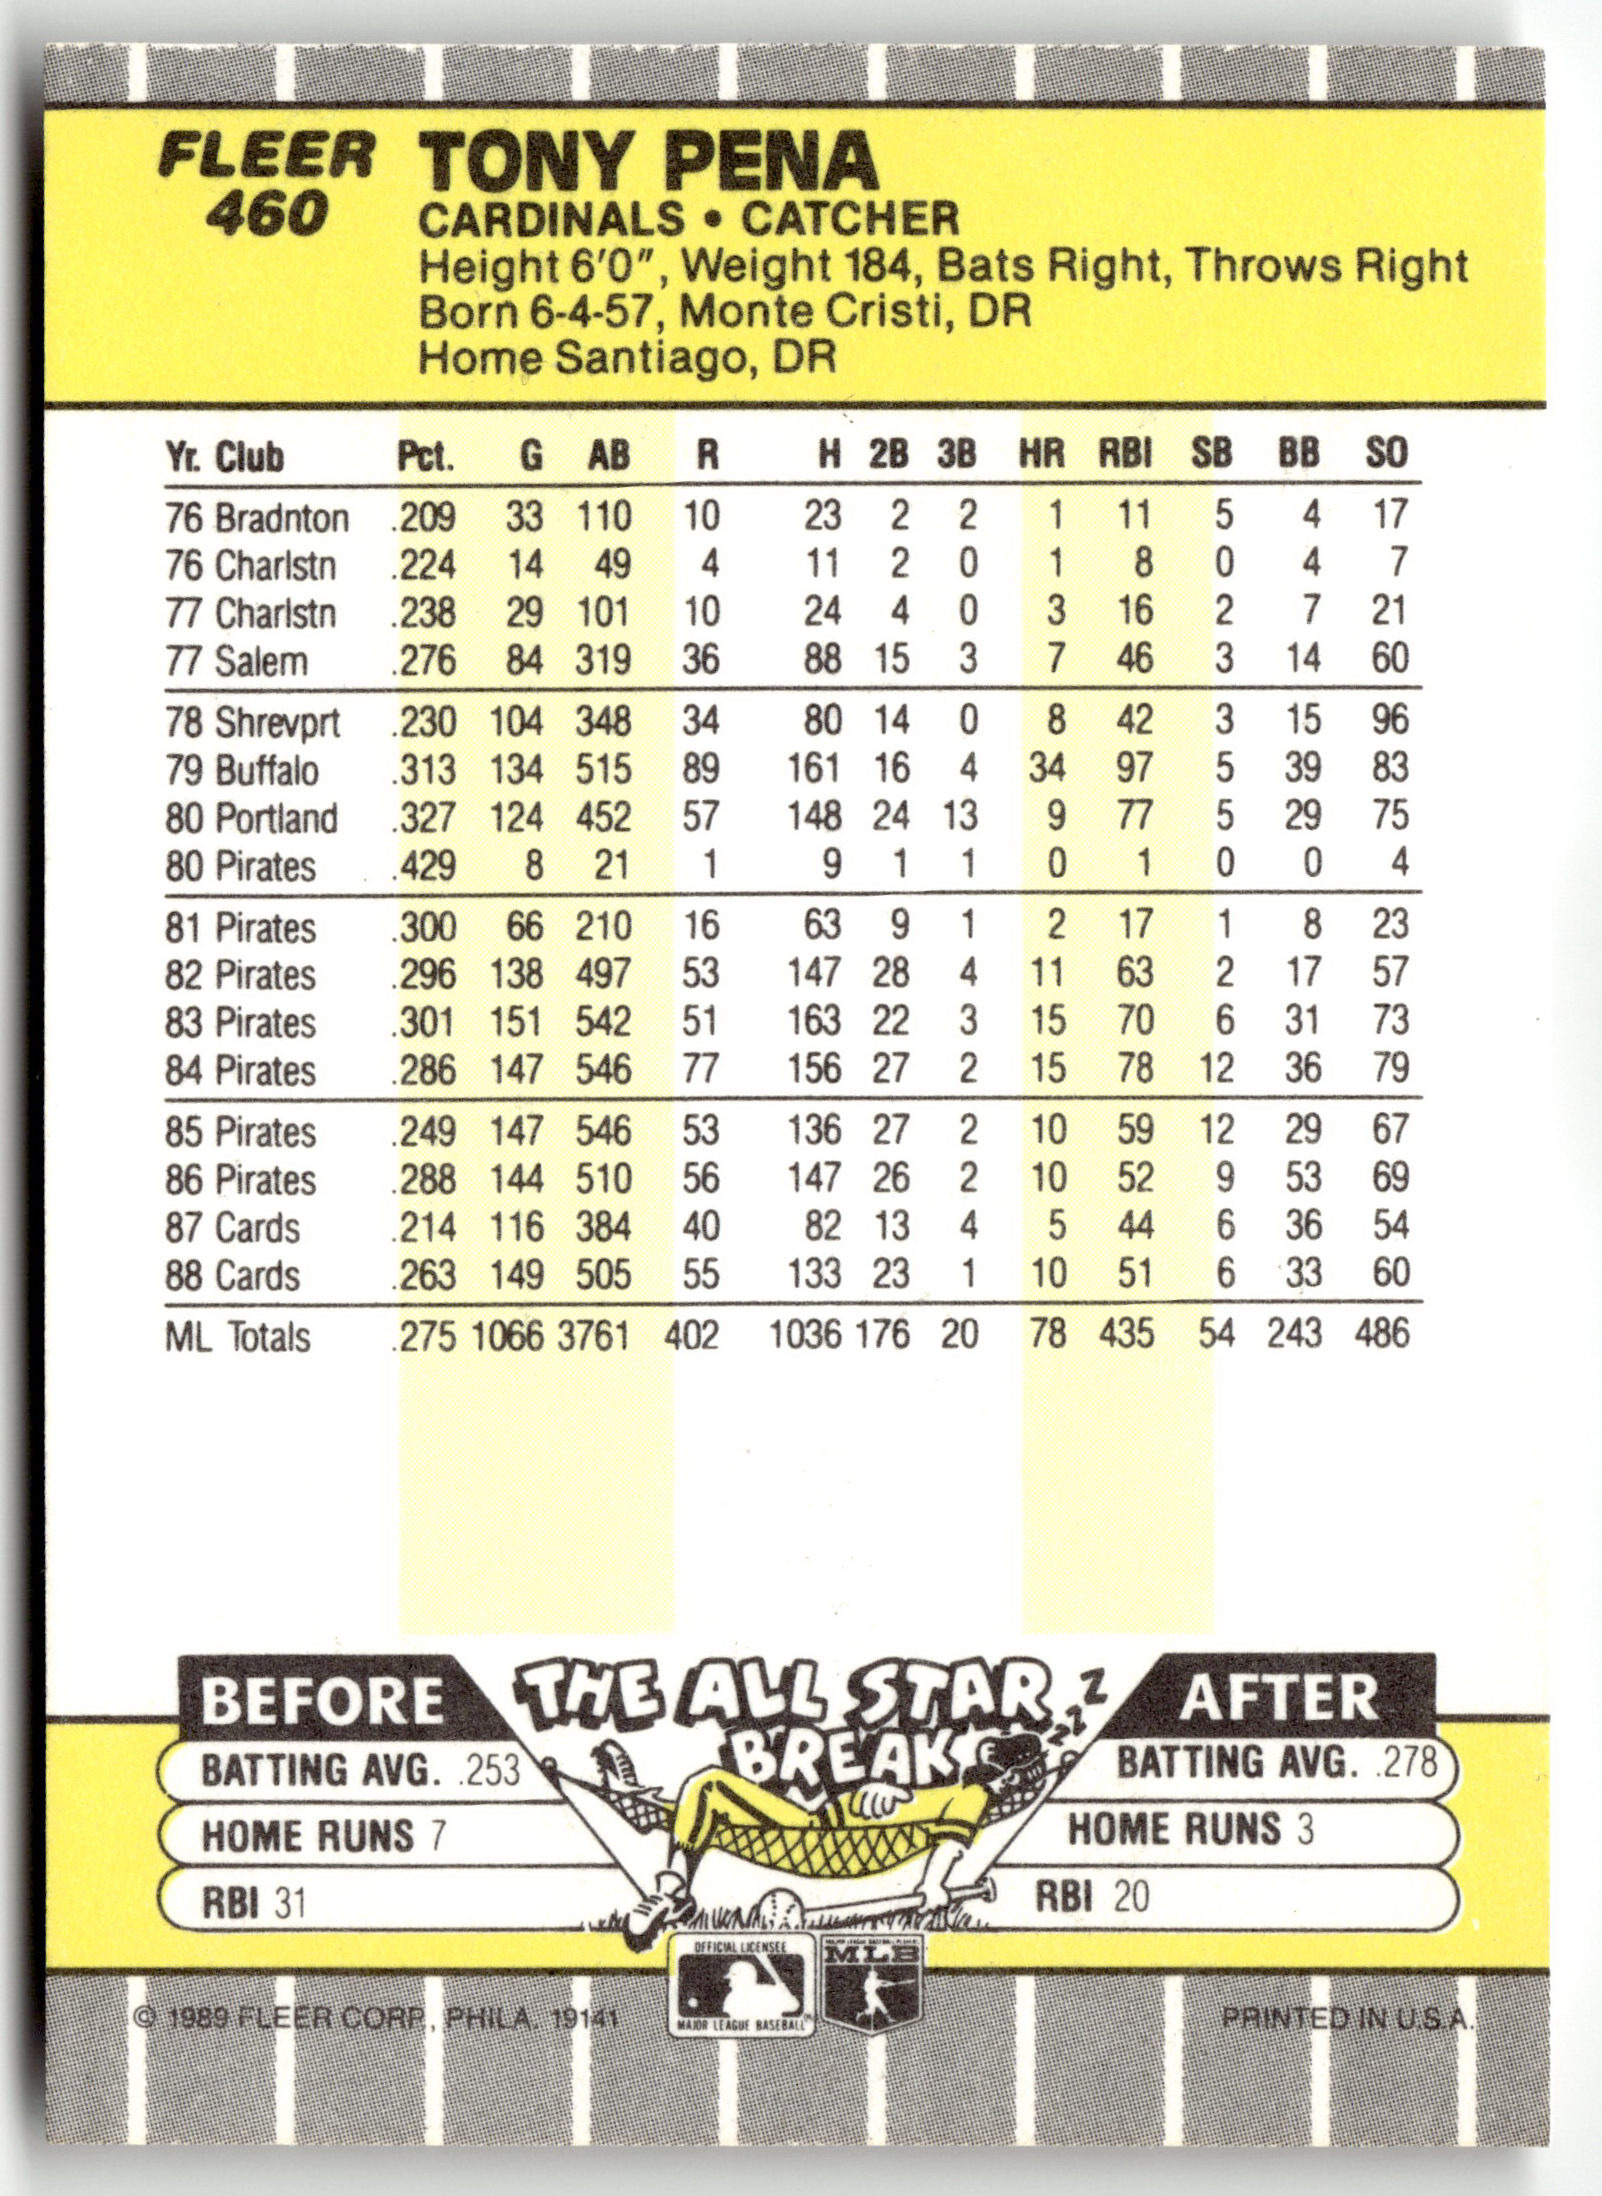 FLEER TONY PENA
460 CARDINALS • CATCHER
Height 6'0", Weight 184, Bats Right, Throws Right
Born 6-4-57, Monte Cristi, DR
Home Santiago, DR
Yr. Club Pct. G AB R H 2B 3B HR RBI SB BB SO
76 Bradnton .209 33 110 10 23 2 2 1 11 5 4 17
76 Charlstn .224 14 49 4 11 2 0 1 8 0 4 7
77 Charlstn .238 29 101 10 24 4 0 3 16 2 7 21
77 Salem .276 84 319 36 88 15 3 7 46 3 14 60
78 Shrevprt .230 104 348 34 80 14 0 8 42 3 15 96
79 Buffalo .313 134 515 89 161 16 4 34 97 5 39 83
80 Portland .327 124 452 57 148 24 13 9 77 5 29 75
80 Pirates .429 8 21 1 9 1 1 0 1 0 0 4
81 Pirates .300 66 210 16 63 9 1 2 17 1 8 23
82 Pirates .296 138 497 53 147 28 4 11 63 2 17 57
83 Pirates .301 151 542 51 163 22 3 15 70 6 31 73
84 Pirates .286 147 546 77 156 27 2 15 78 12 36 79
85 Pirates .249 147 546 53 136 27 2 10 59 12 29 67
86 Pirates .288 144 510 56 147 26 2 10 52 9 53 69
87 Cards .214 116 384 40 82 13 4 5 44 6 36 54
88 Cards .263 149 505 55 133 23 1 10 51 6 33 60
ML Totals .275 1066 3761 402 1036 176 20 78 435 54 243 486
BEFORE THE ALL STAR BREAK ZZZ AFTER
BATTING AVG. .253 BATTING AVG. .278
HOME RUNS 7 HOME RUNS 3
RBI 31 RBI 20
OFFICIAL LICENSEE
MAJOR LEAGUE BASEBALL
MLB
© 1989 FLEER CORP., PHILA. 19141 PRINTED IN U.S.A.